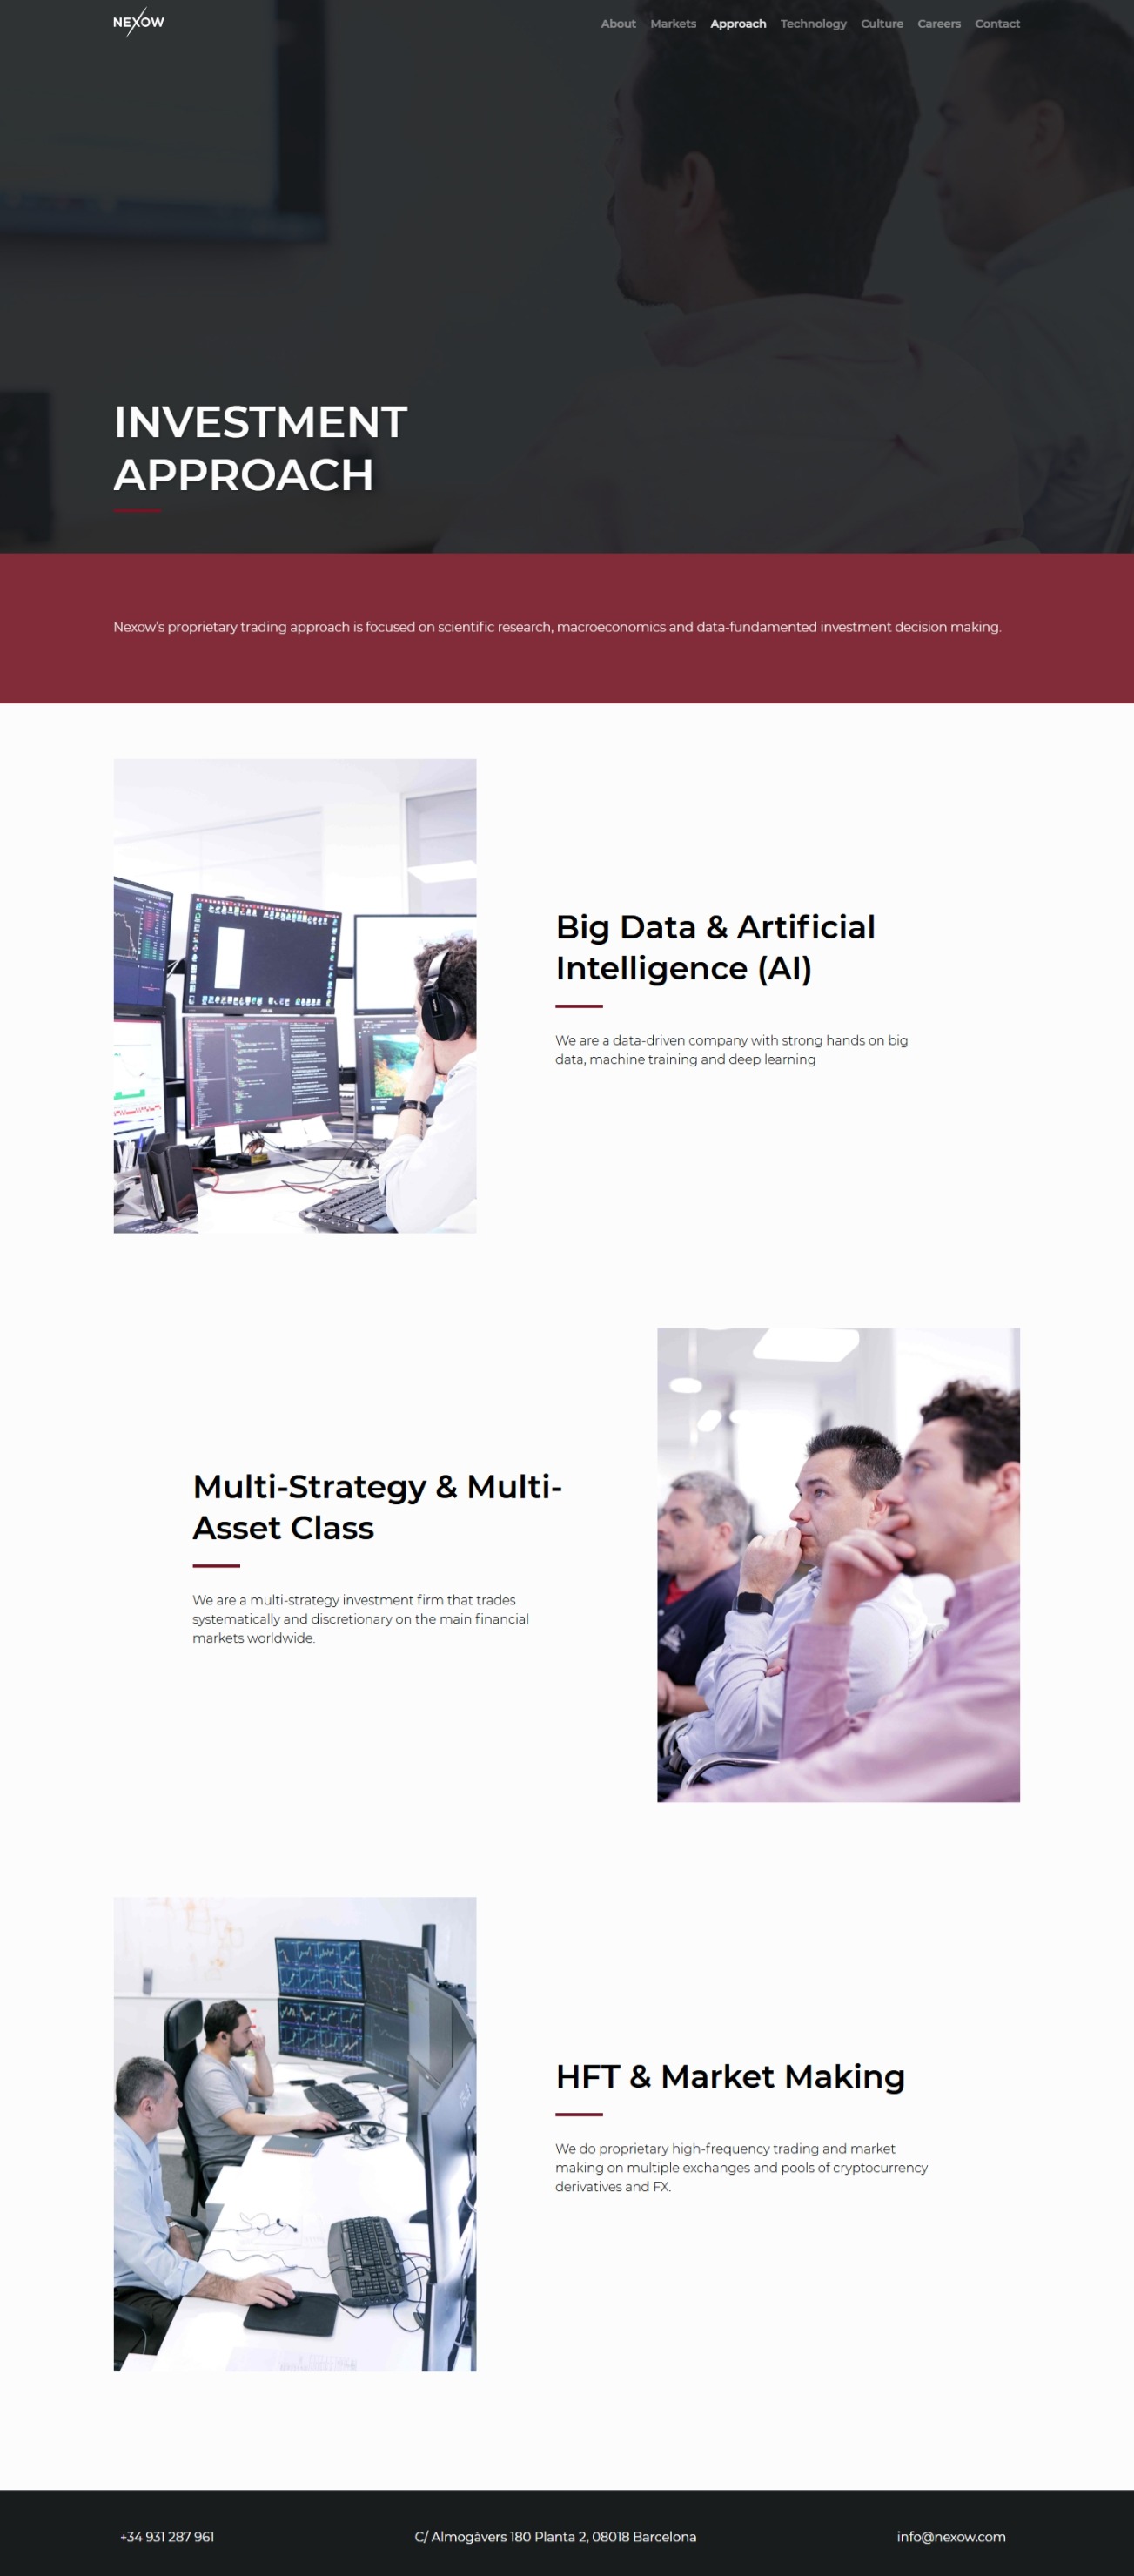 NEXOW
About Markets Approach Technology Culture Careers Contact
INVESTMENT
APPROACH
Nexow's proprietary trading approach is focused on scientific research, macroeconomics and data-fundamented investment decision making.
Big Data & Artificial
Intelligence (AI)
We are a data-driven company with strong hands on big
data, machine training and deep learning
Multi-Strategy & Multi-
Asset Class
We are a multi-strategy investment firm that trades
systematically and discretionary on the main financial
markets worldwide.
HFT & Market Making
We do proprietary high-frequency trading and market
making on multiple exchanges and pools of cryptocurrency
derivatives and FX.
+34 931 287 961
C/ Almogàvers 180 Planta 2, 08018 Barcelona
info@nexow.com